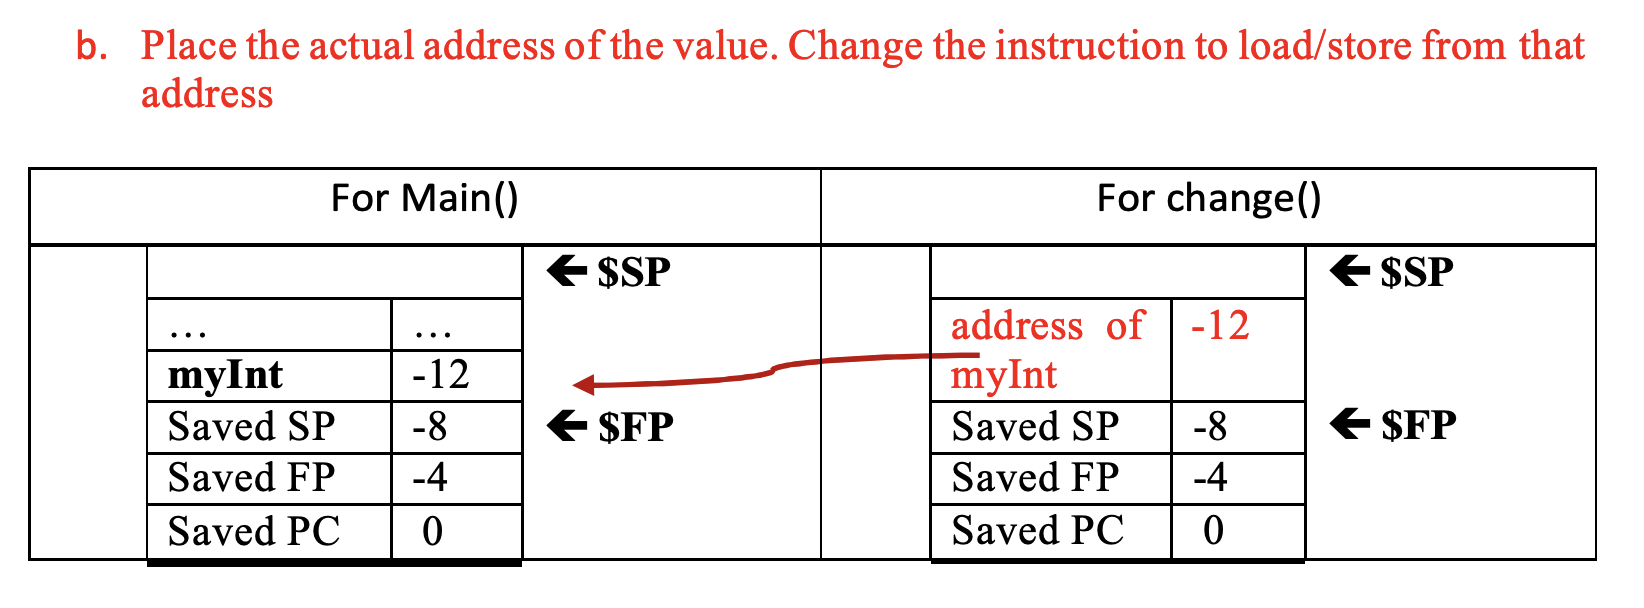 b. Place the actual address of the value. Change the instruction to load/store from that
address
For Main() For change()
🡨 $SP 🡨 $SP
... ... address of -12
myInt -12 myInt
Saved SP -8 🡨 $FP Saved SP -8 🡨 $FP
Saved FP -4 Saved FP -4
Saved PC 0 Saved PC 0